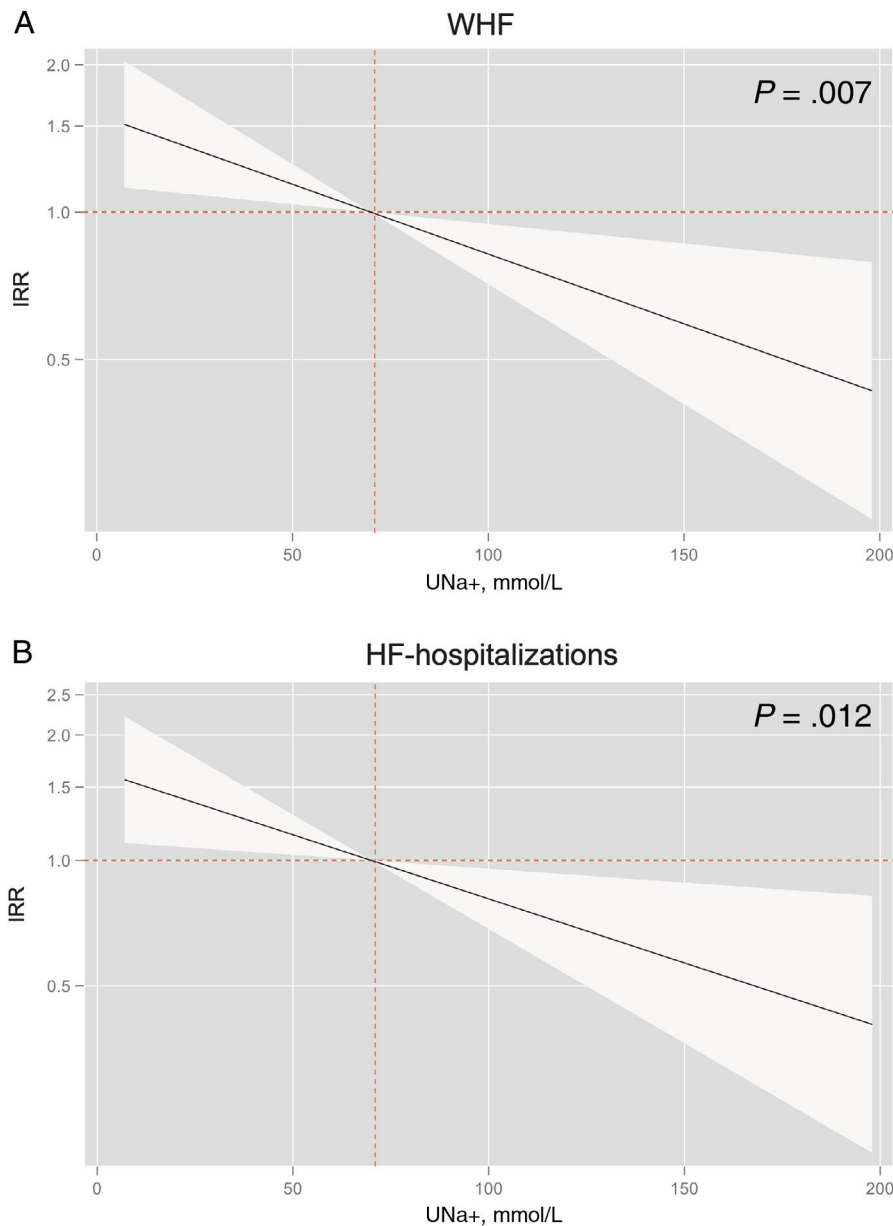 A
WHF
2.0
P = .007
1.5
1.0
IRR
0.5
0
50
100
150
200
UNa+, mmol/L
B
HF-hospitalizations
2.5
P = .012
2.0
1.5
1.0
IRR
0.5
0
50
100
150
200
UNa+, mmol/L